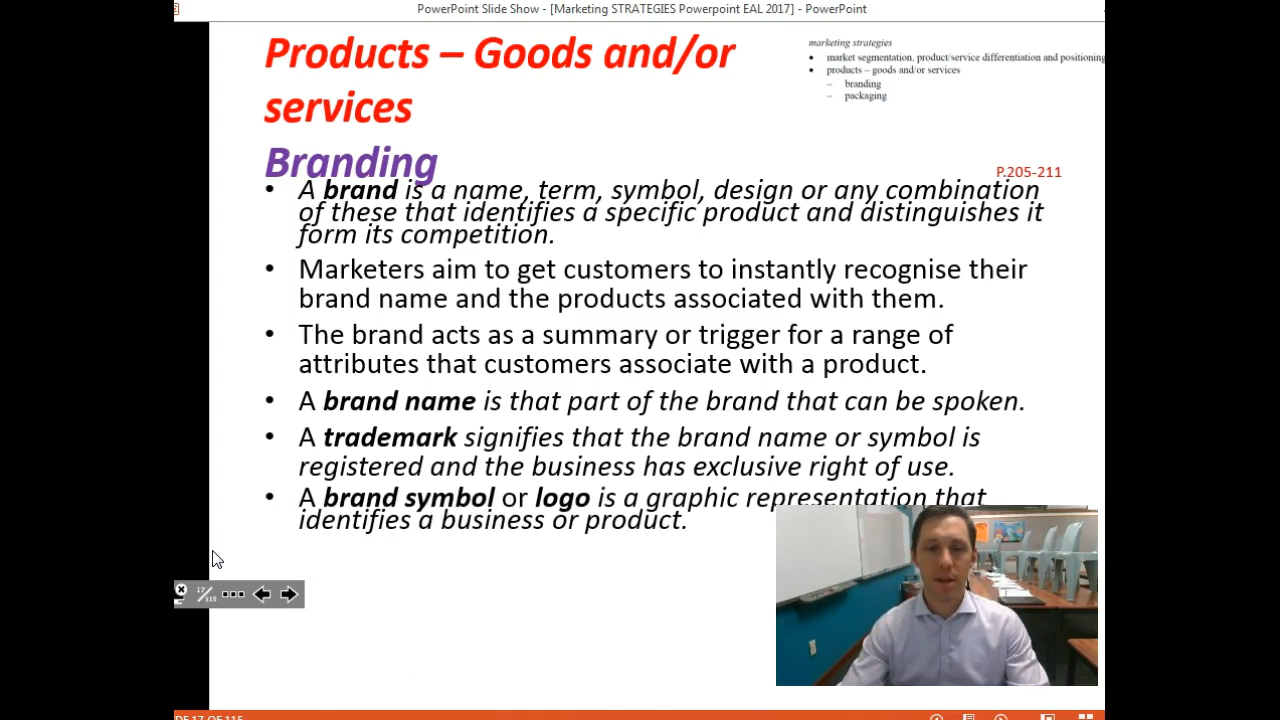 PowerPoint Slide Show - [Marketing STRATEGIES Powerpoint EAL 2017] - PowerPoint
Products – Goods and/or
services
Branding
marketing strategies
• market segmentation, product/service differentiation and positioning
• products – goods and/or services
– branding
– packaging
P.205-211
• A brand is a name, term, symbol, design or any combination
of these that identifies a specific product and distinguishes it
form its competition.
• Marketers aim to get customers to instantly recognise their
brand name and the products associated with them.
• The brand acts as a summary or trigger for a range of
attributes that customers associate with a product.
• A brand name is that part of the brand that can be spoken.
• A trademark signifies that the brand name or symbol is
registered and the business has exclusive right of use.
• A brand symbol or logo is a graphic representation that
identifies a business or product.
17/115
DE 17 OF 115